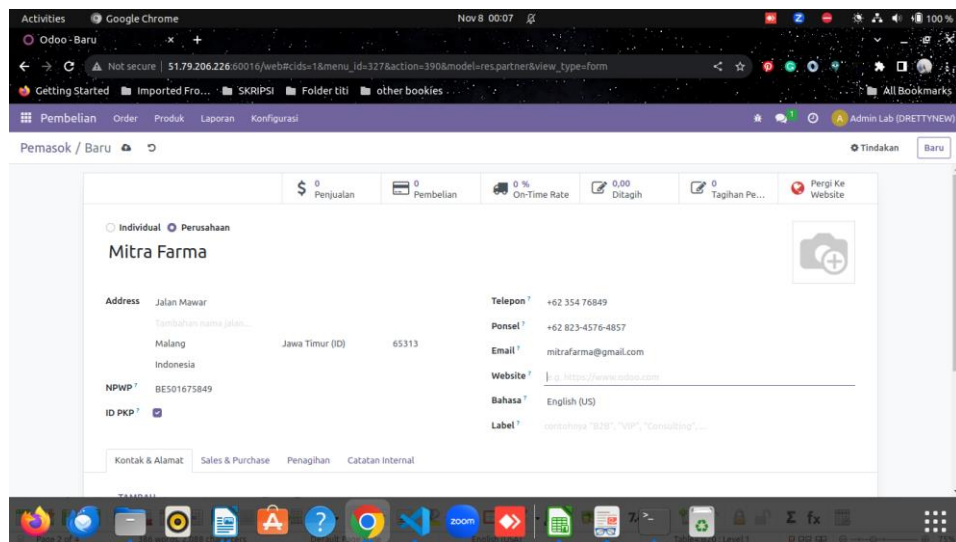 Activities Google Chrome Nov 8 00:07 100 %
Odoo - Baru
Not secure 51.79.206.226:60016/web#cids=1&menu_id=327&action=390&model=res.partner&view_type=form
Getting Started Imported Fro... SKRIPSI Folder titi other bookies All Bookmarks
Pembelian Order Produk Laporan Konfigurasi 1 A Admin Lab (DRETTYNEW)
Pemasok / Baru Tindakan Baru
0 Penjualan
0 Pembelian
0 % On-Time Rate
0,00 Ditagih
0 Tagihan Pe...
Pergi Ke Website
Individual Perusahaan
Mitra Farma
Address Jalan Mawar
Tambahan nama jalan...
Malang Jawa Timur (ID) 65313
Indonesia
NPWP ? BE501675849
ID PKP ?
Telepon ? +62 354 76849
Ponsel ? +62 823-4576-4857
Email ? mitrafarma@gmail.com
Website ? e.g. https://www.odoo.com
Bahasa ? English (US)
Label ? contohnya "B2B", "VIP", "Consulting", ...
Kontak & Alamat Sales & Purchase Penagihan Catatan Internal
TAMBAH
zoom